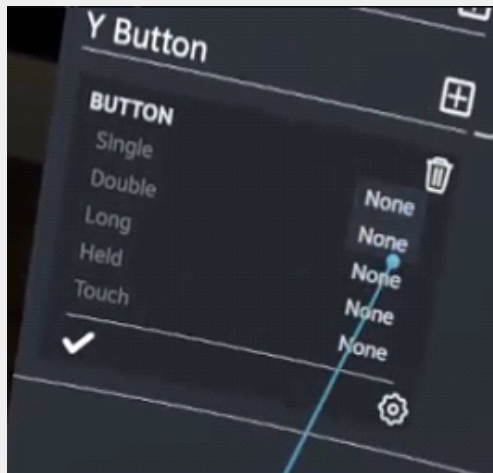 Y Button
BUTTON
Single None
Double None
Long None
Held None
Touch None